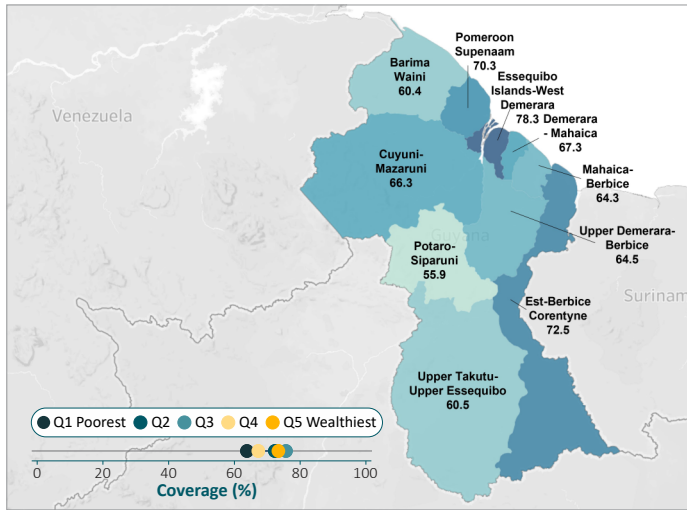 Pomeroon
Supenaam
70.3
Barima
Waini
60.4
Essequibo
Islands-West
Demerara
78.3
Demerara
- Mahaica
67.3
Venezuela
Cuyuni-
Mazaruni
66.3
Mahaica-
Berbice
64.3
Guyana
Upper Demerara-
Berbice
64.5
Potaro-
Siparuni
55.9
Surinam
Est-Berbice
Corentyne
72.5
Upper Takutu-
Upper Essequibo
60.5
Q1 Poorest Q2 Q3 Q4 Q5 Wealthiest
0 20 40 60 80 100
Coverage (%)